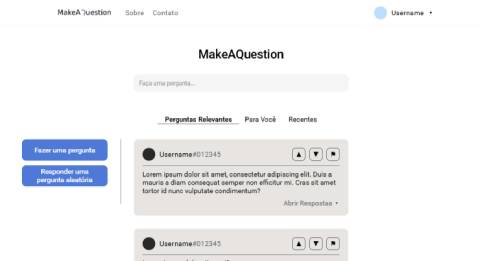 MakeA?uestion Sobre Contato Username
MakeAQuestion
Faça uma pergunta...
Perguntas Relevantes Para Você Recentes
Fazer uma pergunta
Responder uma
pergunta aleatória
Username#012345
Lorem ipsum dolor sit amet, consectetur adipiscing elit. Duis a
mauris a diam consequat semper non efficitur mi. Cras sit amet
tortor id nunc vulputate condimentum?
Abrir Respostas
Username#012345